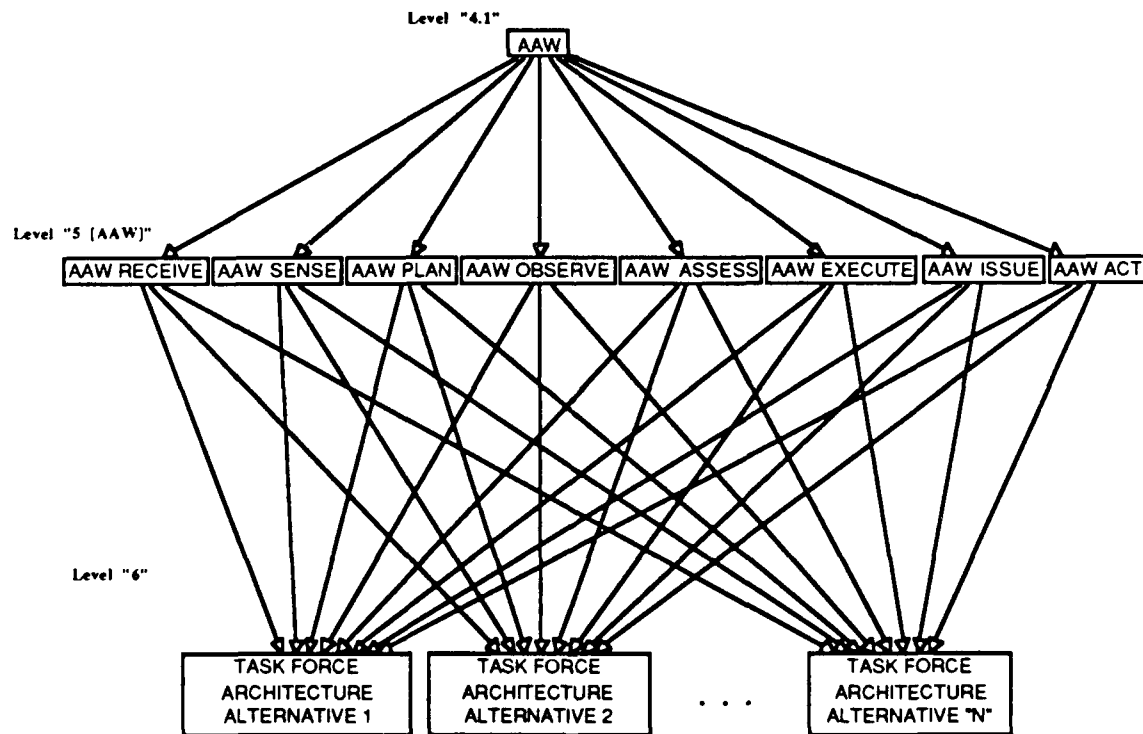 Level "4.1"
AAW
Level "5 [AAW]"
AAW RECEIVE
AAW SENSE
AAW PLAN
AAW OBSERVE
AAW ASSESS
AAW EXECUTE
AAW ISSUE
AAW ACT
Level "6"
TASK FORCE
ARCHITECTURE
ALTERNATIVE 1
TASK FORCE
ARCHITECTURE
ALTERNATIVE 2
. . .
TASK FORCE
ARCHITECTURE
ALTERNATIVE "N"